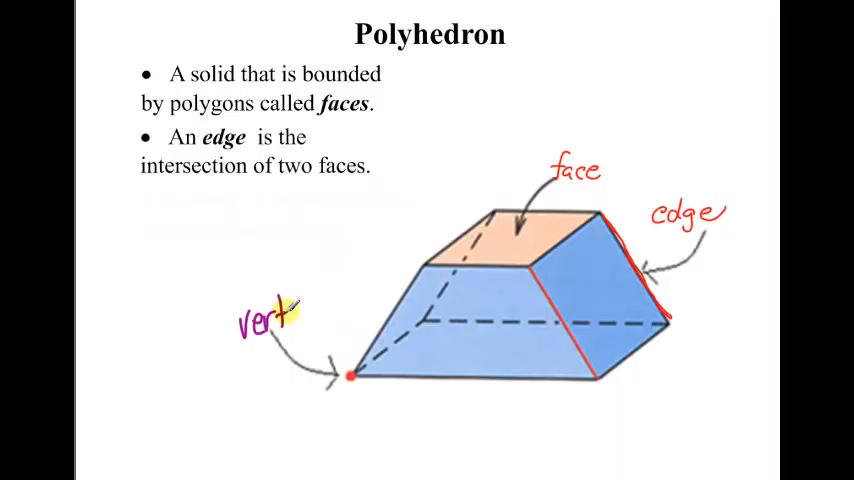 Polyhedron
• A solid that is bounded
by polygons called faces.
• An edge is the
intersection of two faces.
face
edge
vert